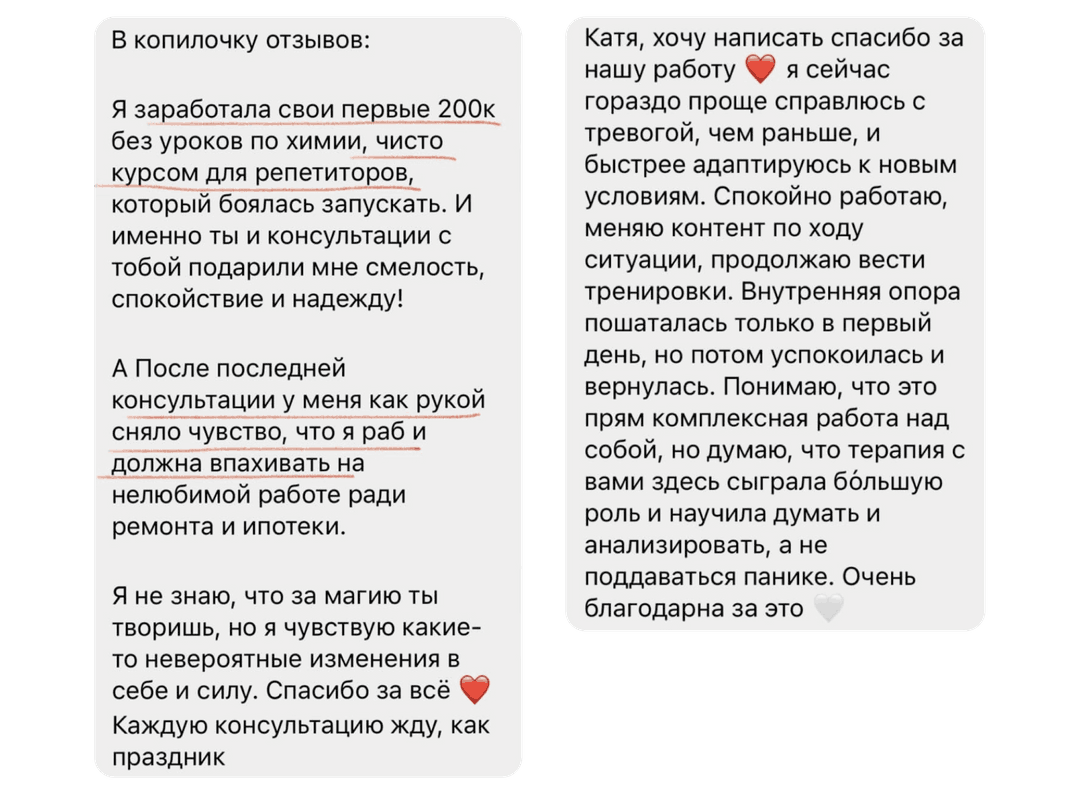 В копилочку отзывов:
Я заработала свои первые 200к
без уроков по химии, чисто
курсом для репетиторов,
который боялась запускать. И
именно ты и консультации с
тобой подарили мне смелость,
спокойствие и надежду!
А После последней
консультации у меня как рукой
сняло чувство, что я раб и
должна впахивать на
нелюбимой работе ради
ремонта и ипотеки.
Я не знаю, что за магию ты
творишь, но я чувствую какие-
то невероятные изменения в
себе и силу. Спасибо за всё ❤️
Каждую консультацию жду, как
праздник
Катя, хочу написать спасибо за
нашу работу ❤️ я сейчас
гораздо проще справлюсь с
тревогой, чем раньше, и
быстрее адаптируюсь к новым
условиям. Спокойно работаю,
меняю контент по ходу
ситуации, продолжаю вести
тренировки. Внутренняя опора
пошаталась только в первый
день, но потом успокоилась и
вернулась. Понимаю, что это
прям комплексная работа над
собой, но думаю, что терапия с
вами здесь сыграла бо́льшую
роль и научила думать и
анализировать, а не
поддаваться панике. Очень
благодарна за это 🤍